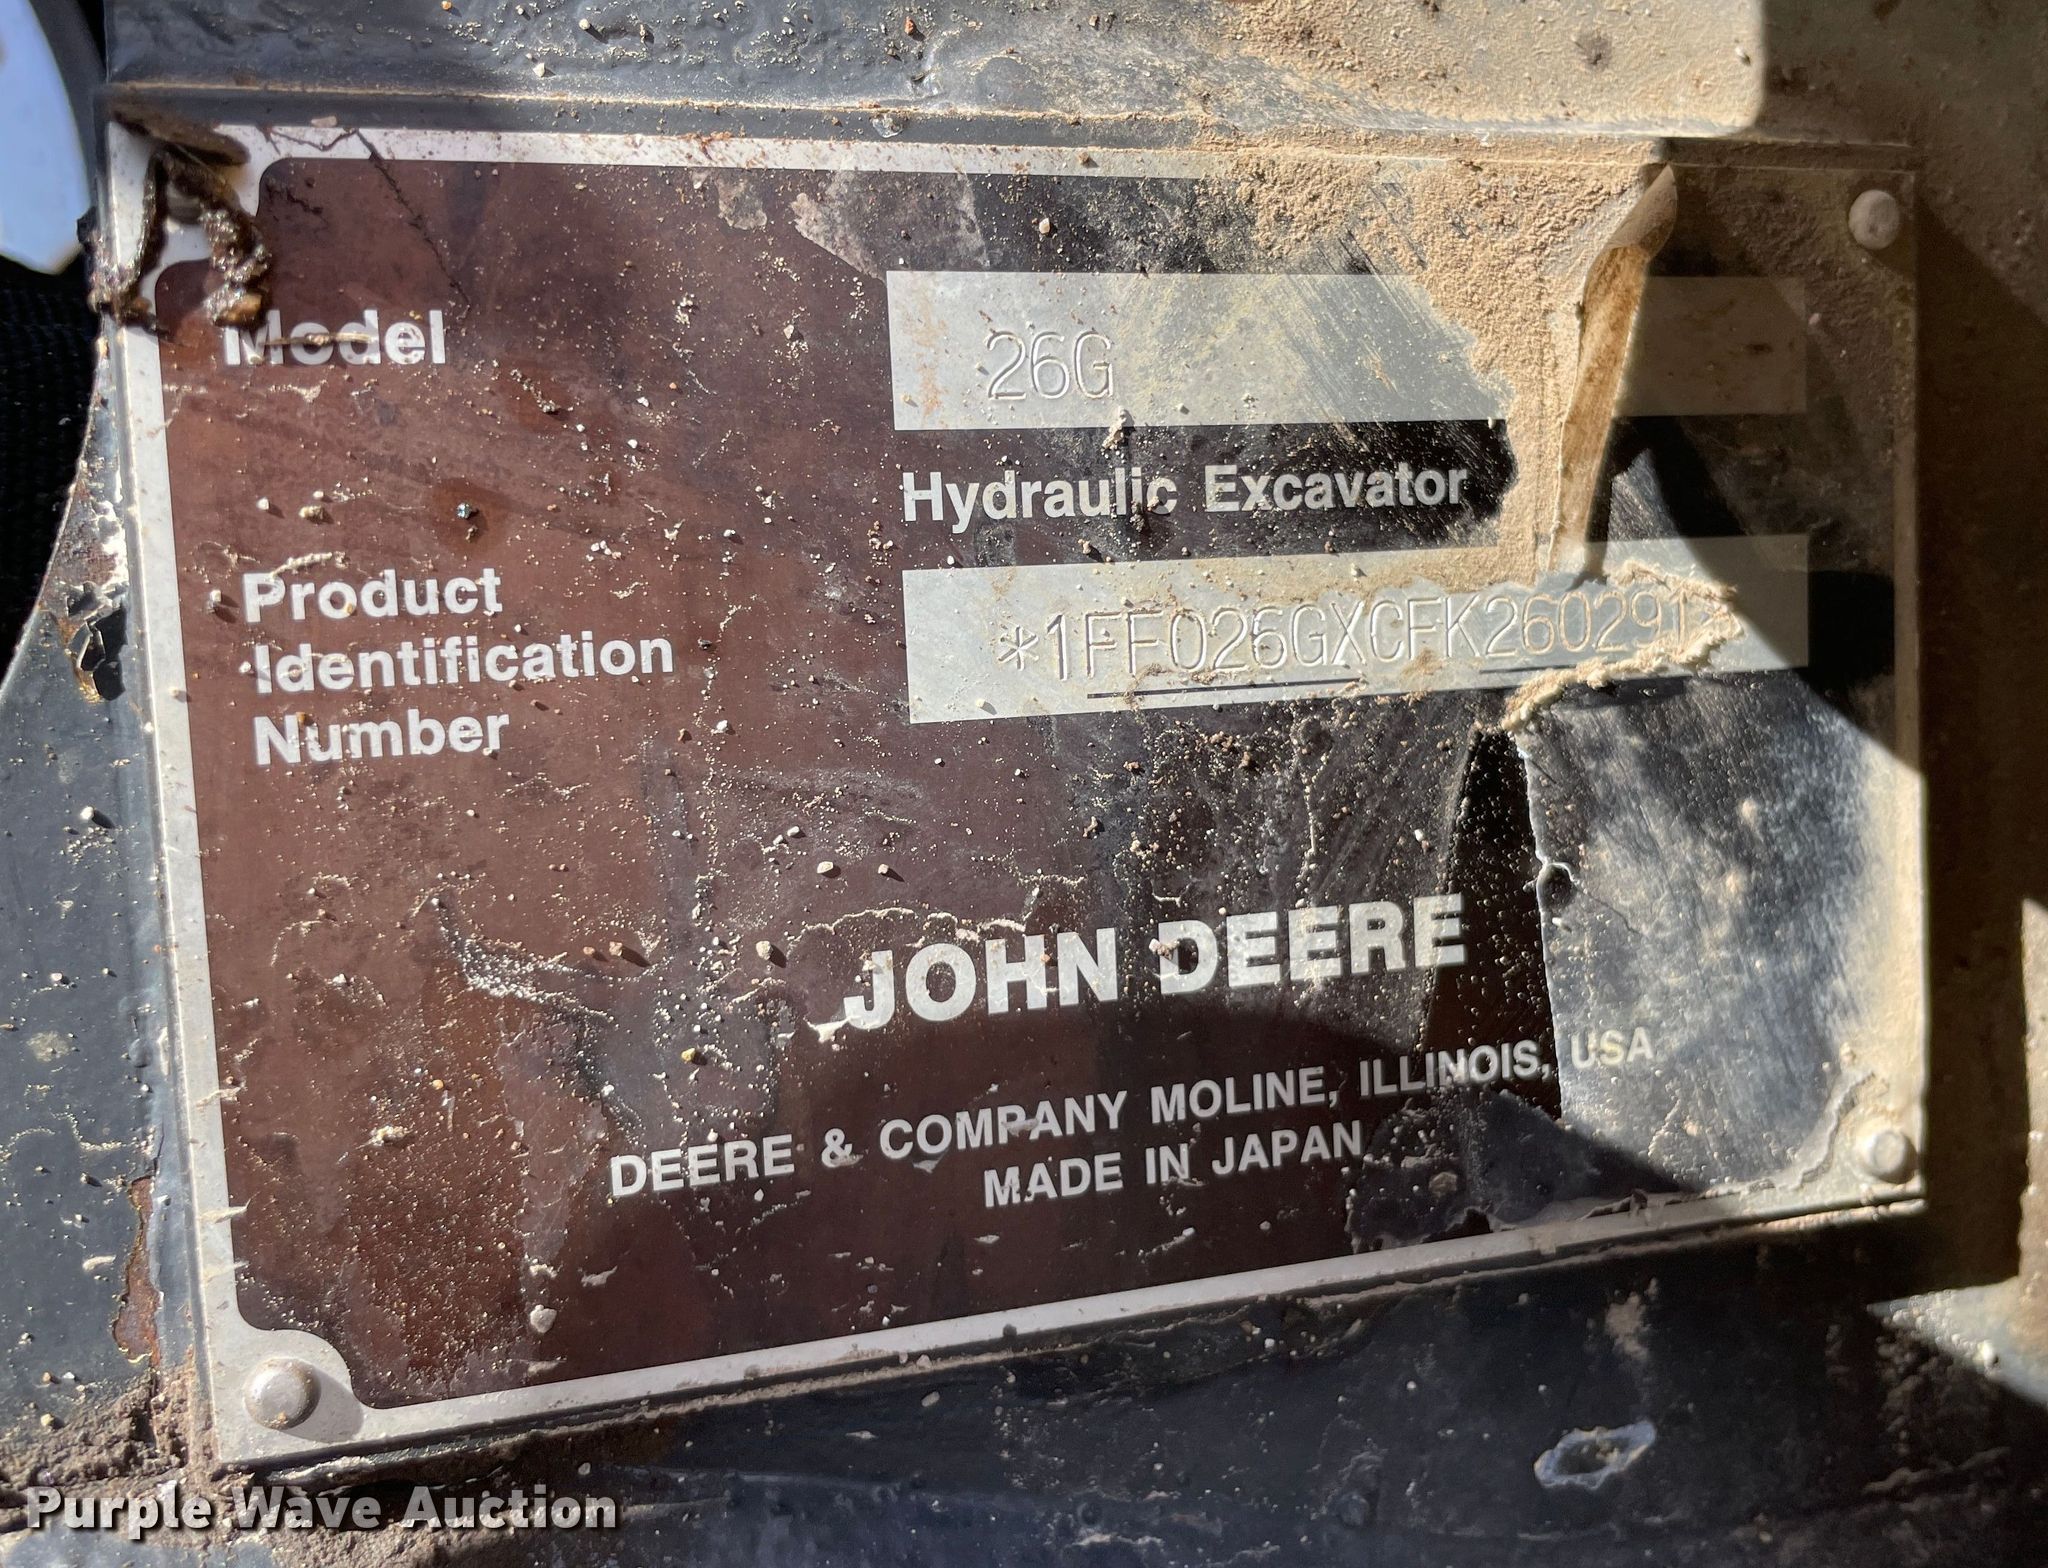 Model
26G
Hydraulic Excavator
Product
Identification
Number
*1FF026GXCFK260291*
JOHN DEERE
DEERE & COMPANY MOLINE, ILLINOIS, USA
MADE IN JAPAN
Purple Wave Auction